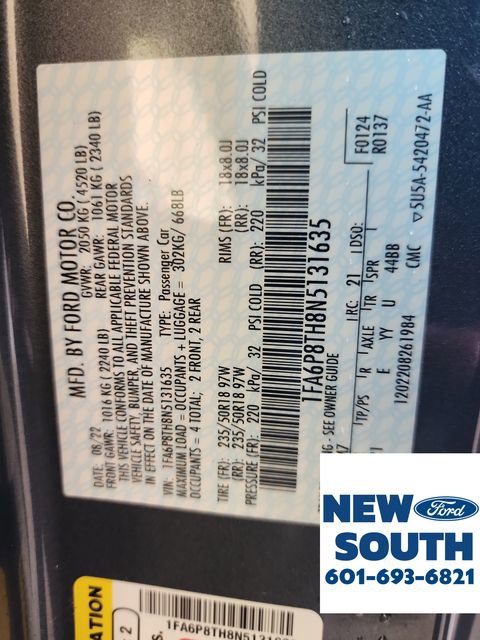 MFD. BY FORD MOTOR CO.
DATE: 08/22 GVWR: 2050 KG (4520 LB)
FRONT GAWR: 1016 KG (2240 LB) REAR GAWR: 1061 KG (2340 LB)
THIS VEHICLE CONFORMS TO ALL APPLICABLE FEDERAL MOTOR
VEHICLE SAFETY, BUMPER, AND THEFT PREVENTION STANDARDS
IN EFFECT ON THE DATE OF MANUFACTURE SHOWN ABOVE.
VIN: 1FA6P8TH8N5131635 TYPE: Passenger Car
MAXIMUM LOAD = OCCUPANTS + LUGGAGE = 302KG/ 668LB
OCCUPANTS = 4 TOTAL; 2 FRONT, 2 REAR
TIRE (FR): 235/50R18 97W RIMS (FR): 18x8.0J
(RR): 235/50R18 97W (RR): 18x8.0J
PRESSURE (FR): 220 kPa/ 32 PSI COLD (RR): 220 kPa/ 32 PSI COLD
1FA6P8TH8N5131635
NG - SEE OWNER GUIDE
F0124
R0137
RC: 21 DSO:
TP/PS R AXLE TR SPR
E YY U 44BB
1202208261984 CMC ▽5U5A-5420472-AA
ATION
1FA6P8TH8N51316
NEW Ford
SOUTH
601-693-6821